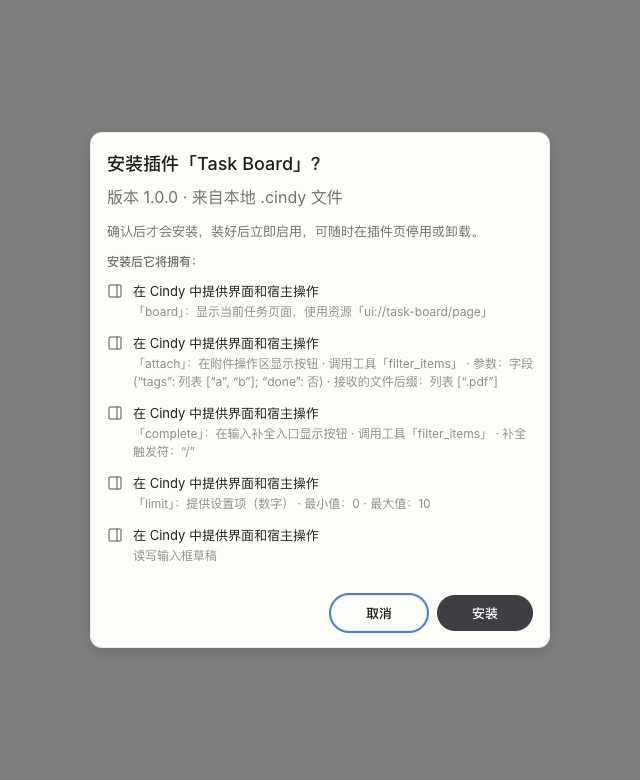 安装插件「Task Board」?
版本 1.0.0 · 来自本地 .cindy 文件
确认后才会安装，装好后立即启用，可随时在插件页停用或卸载。
安装后它将拥有：
在 Cindy 中提供界面和宿主操作
「board」：显示当前任务页面，使用资源「ui://task-board/page」
在 Cindy 中提供界面和宿主操作
「attach」：在附件操作区显示按钮 · 调用工具「filter_items」 · 参数：字段
(“tags”: 列表 [“a”, “b”]; “done”: 否) · 接收的文件后缀：列表 [“.pdf”]
在 Cindy 中提供界面和宿主操作
「complete」：在输入补全入口显示按钮 · 调用工具「filter_items」 · 补全
触发符：“/”
在 Cindy 中提供界面和宿主操作
「limit」：提供设置项（数字） · 最小值：0 · 最大值：10
在 Cindy 中提供界面和宿主操作
读写输入框草稿
取消
安装